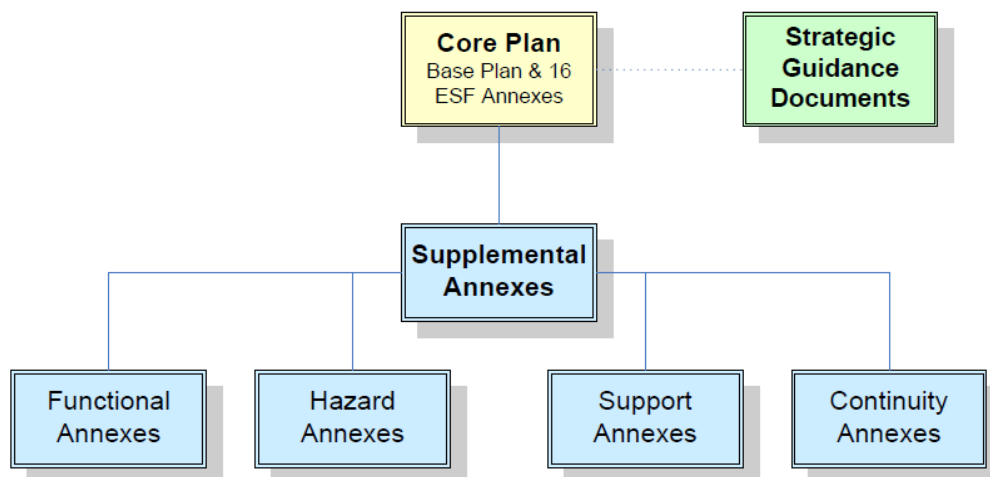 Core Plan
Base Plan & 16
ESF Annexes
Strategic
Guidance
Documents
Supplemental
Annexes
Functional
Annexes
Hazard
Annexes
Support
Annexes
Continuity
Annexes